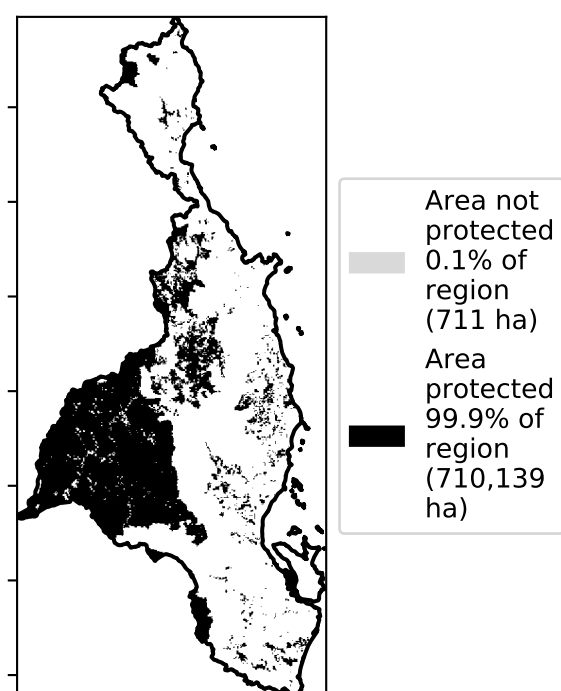 Area not
protected
0.1% of
region
(711 ha)
Area
protected
99.9% of
region
(710,139
ha)